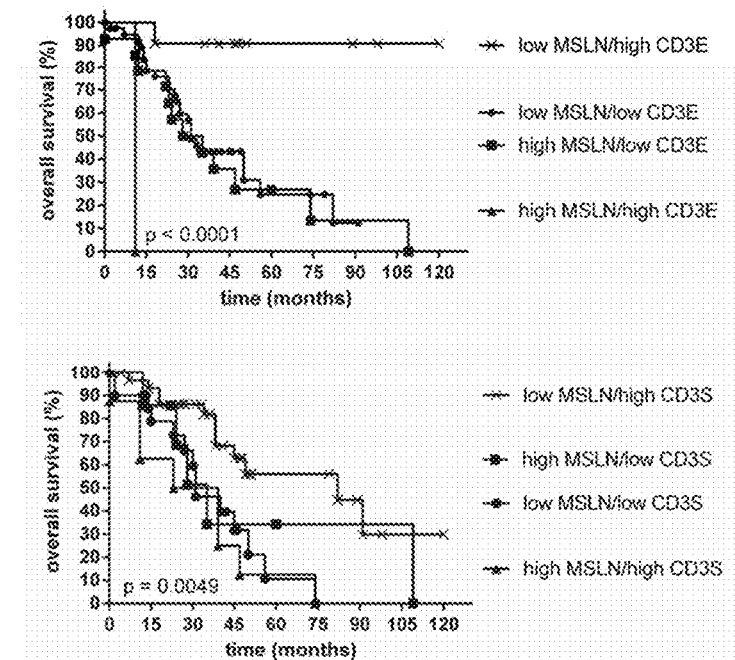 overall survival (%)
100
90
80
70
60
50
40
30
20
10
0
p < 0.0001
0 15 30 45 60 75 90 105 120
time (months)
low MSLN/high CD3E
low MSLN/low CD3E
high MSLN/low CD3E
high MSLN/high CD3E
overall survival (%)
100
90
80
70
60
50
40
30
20
10
0
p = 0.0049
0 15 30 45 60 75 90 105 120
time (months)
low MSLN/high CD3S
high MSLN/low CD3S
low MSLN/low CD3S
high MSLN/high CD3S